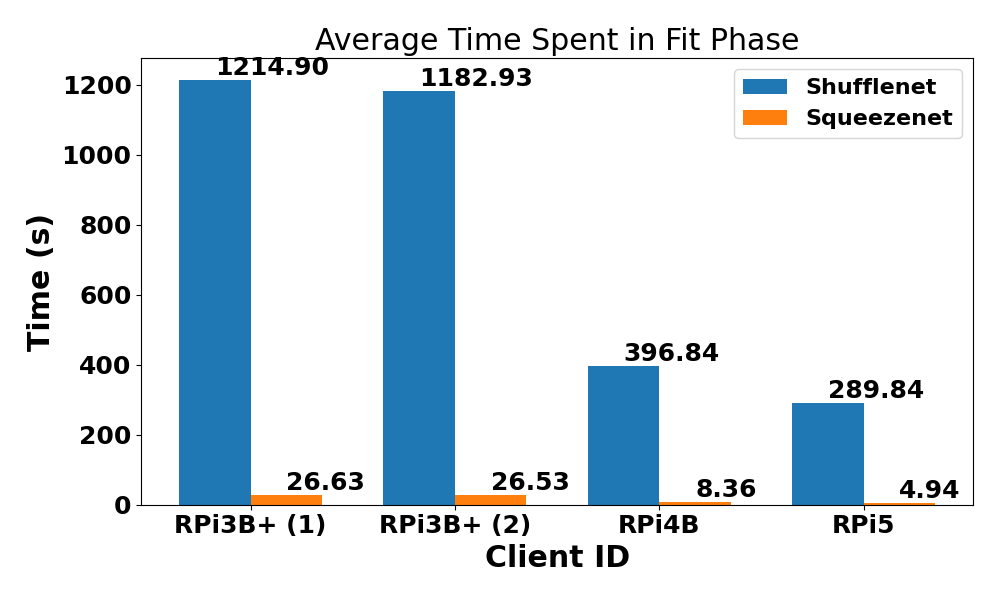 Average Time Spent in Fit Phase
1214.90
1182.93
Shufflenet
Squeezenet
1200
1000
800
600
400
200
0
Time (s)
396.84
289.84
26.63
26.53
8.36
4.94
RPi3B+ (1)
RPi3B+ (2)
RPi4B
RPi5
Client ID